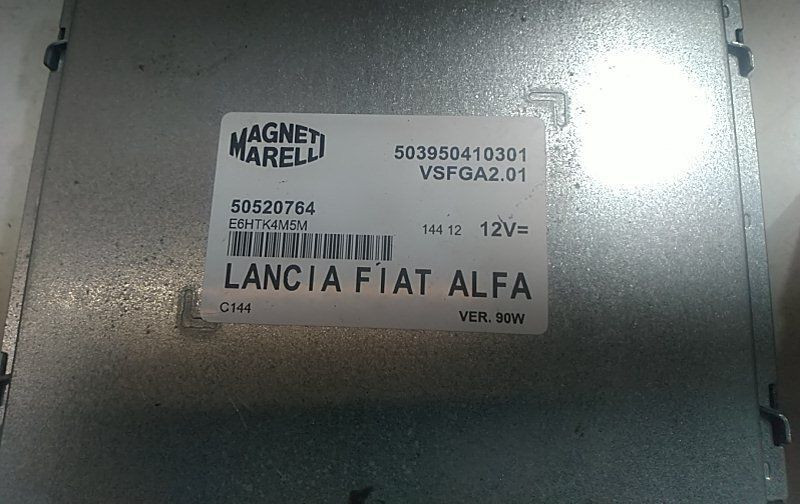 MAGNETI
MARELLI
503950410301
VSFGA2.01
50520764
E6HTK4M5M
144 12 12V=
LANCIA FIAT ALFA
C144
VER. 90W